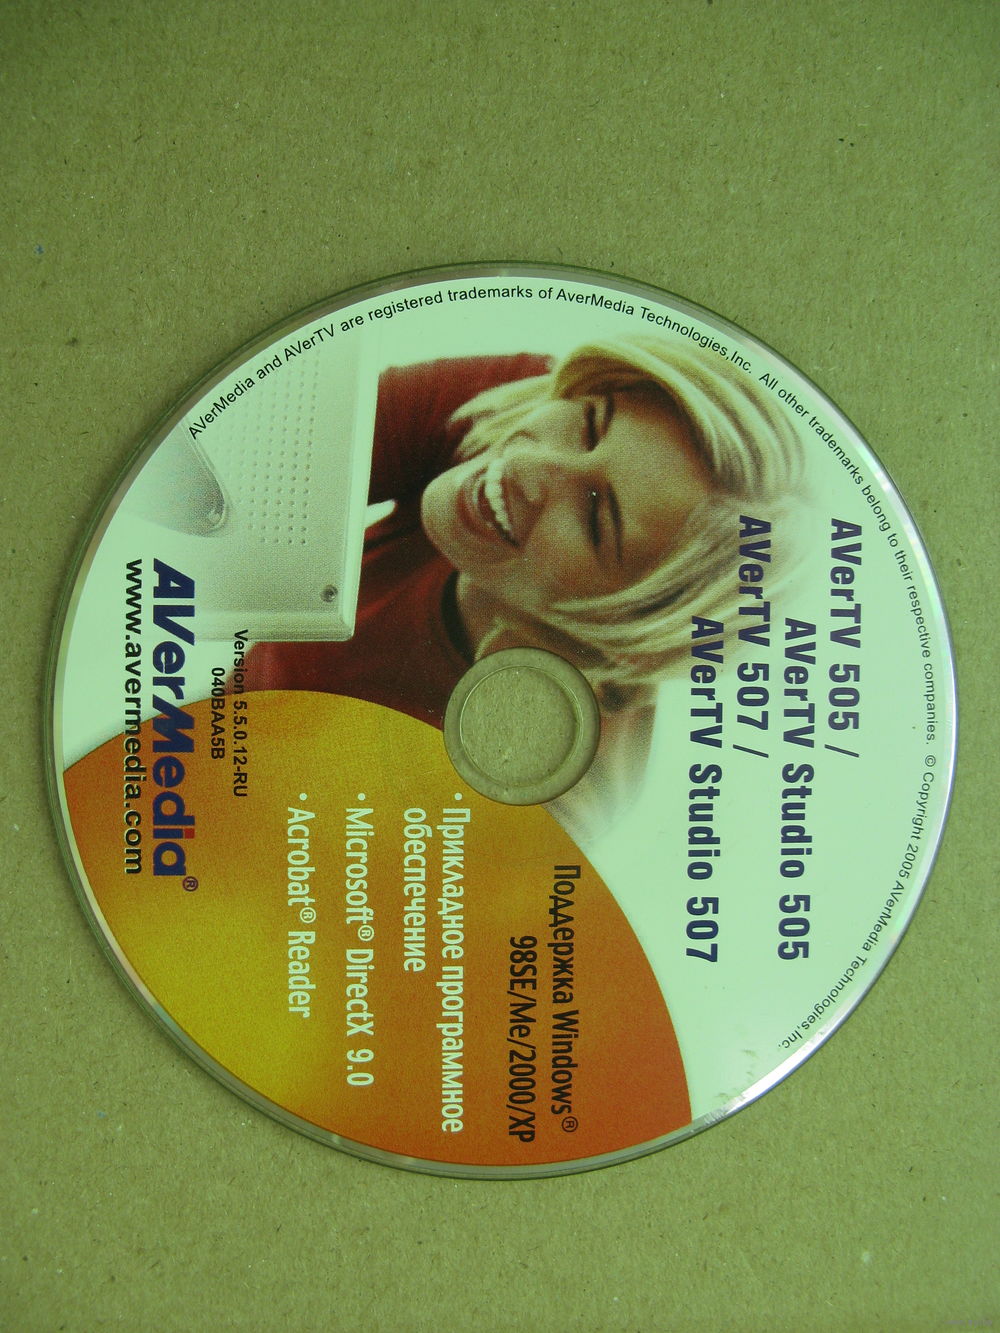 AVerMedia and AVerTV are registered trademarks of AverMedia Technologies,Inc. All other trademarks belong to their respective companies. © Copyright 2005 AVerMedia Technologies,Inc.
AVerTV 505 /
AVerTV Studio 505
AVerTV 507 /
AVerTV Studio 507
Поддержка Windows®
98SE/Me/2000/XP
• Прикладное программное
обеспечение
• Microsoft® DirectX 9.0
• Acrobat® Reader
Version 5.5.0.12-RU
040BAA5B
AVerMedia®
www.avermedia.com